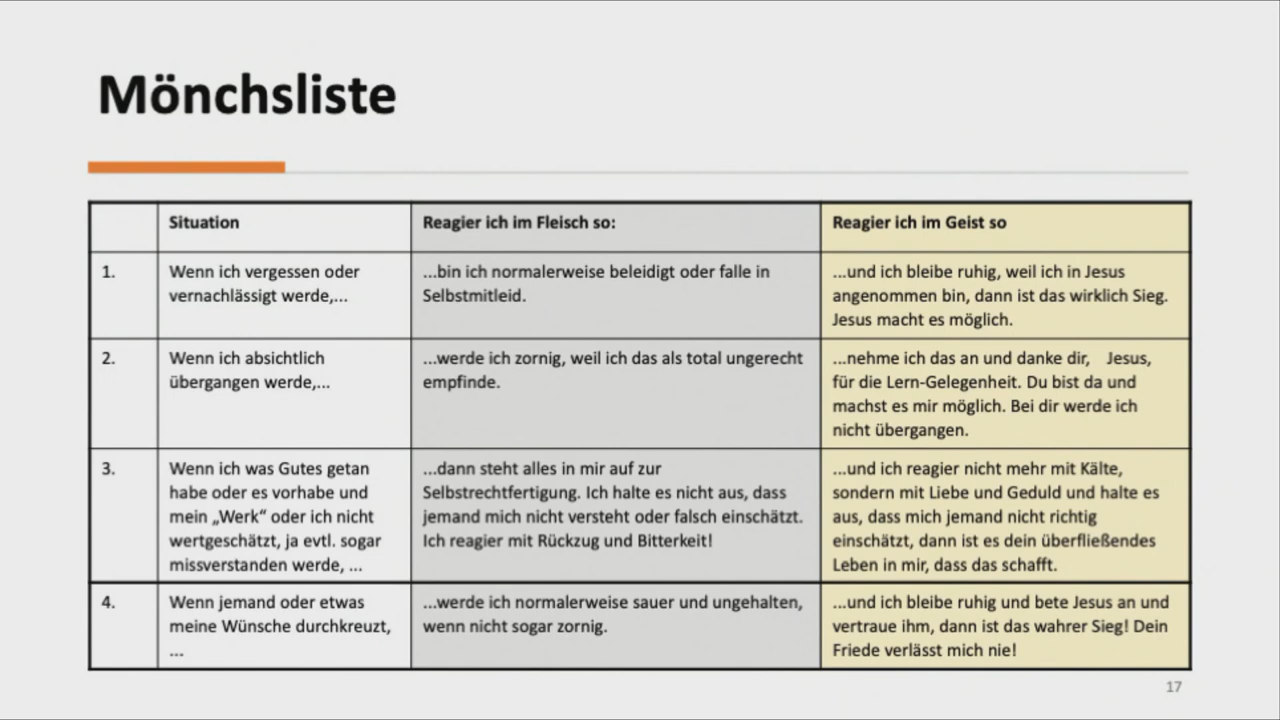 Mönchsliste
Situation
Reagier ich im Fleisch so:
Reagier ich im Geist so
1.
Wenn ich vergessen oder
vernachlässigt werde,...
...bin ich normalerweise beleidigt oder falle in
Selbstmitleid.
...und ich bleibe ruhig, weil ich in Jesus
angenommen bin, dann ist das wirklich Sieg.
Jesus macht es möglich.
2.
Wenn ich absichtlich
übergangen werde,...
...werde ich zornig, weil ich das als total ungerecht
empfinde.
...nehme ich das an und danke dir, Jesus,
für die Lern-Gelegenheit. Du bist da und
machst es mir möglich. Bei dir werde ich
nicht übergangen.
3.
Wenn ich was Gutes getan
habe oder es vorhabe und
mein „Werk“ oder ich nicht
wertgeschätzt, ja evtl. sogar
missverstanden werde, ...
...dann steht alles in mir auf zur
Selbstrechtfertigung. Ich halte es nicht aus, dass
jemand mich nicht versteht oder falsch einschätzt.
Ich reagier mit Rückzug und Bitterkeit!
...und ich reagier nicht mehr mit Kälte,
sondern mit Liebe und Geduld und halte es
aus, dass mich jemand nicht richtig
einschätzt, dann ist es dein überfließendes
Leben in mir, dass das schafft.
4.
Wenn jemand oder etwas
meine Wünsche durchkreuzt,
...
...werde ich normalerweise sauer und ungehalten,
wenn nicht sogar zornig.
...und ich bleibe ruhig und bete Jesus an und
vertraue ihm, dann ist das wahrer Sieg! Dein
Friede verlässt mich nie!
17